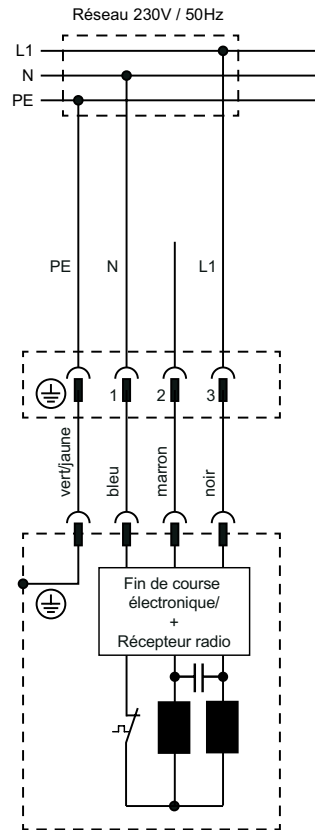 Réseau 230V / 50Hz
L1
N
PE
PE N L1
1 2 3
vert/jaune
bleu
marron
noir
Fin de course
électronique/
+
Récepteur radio